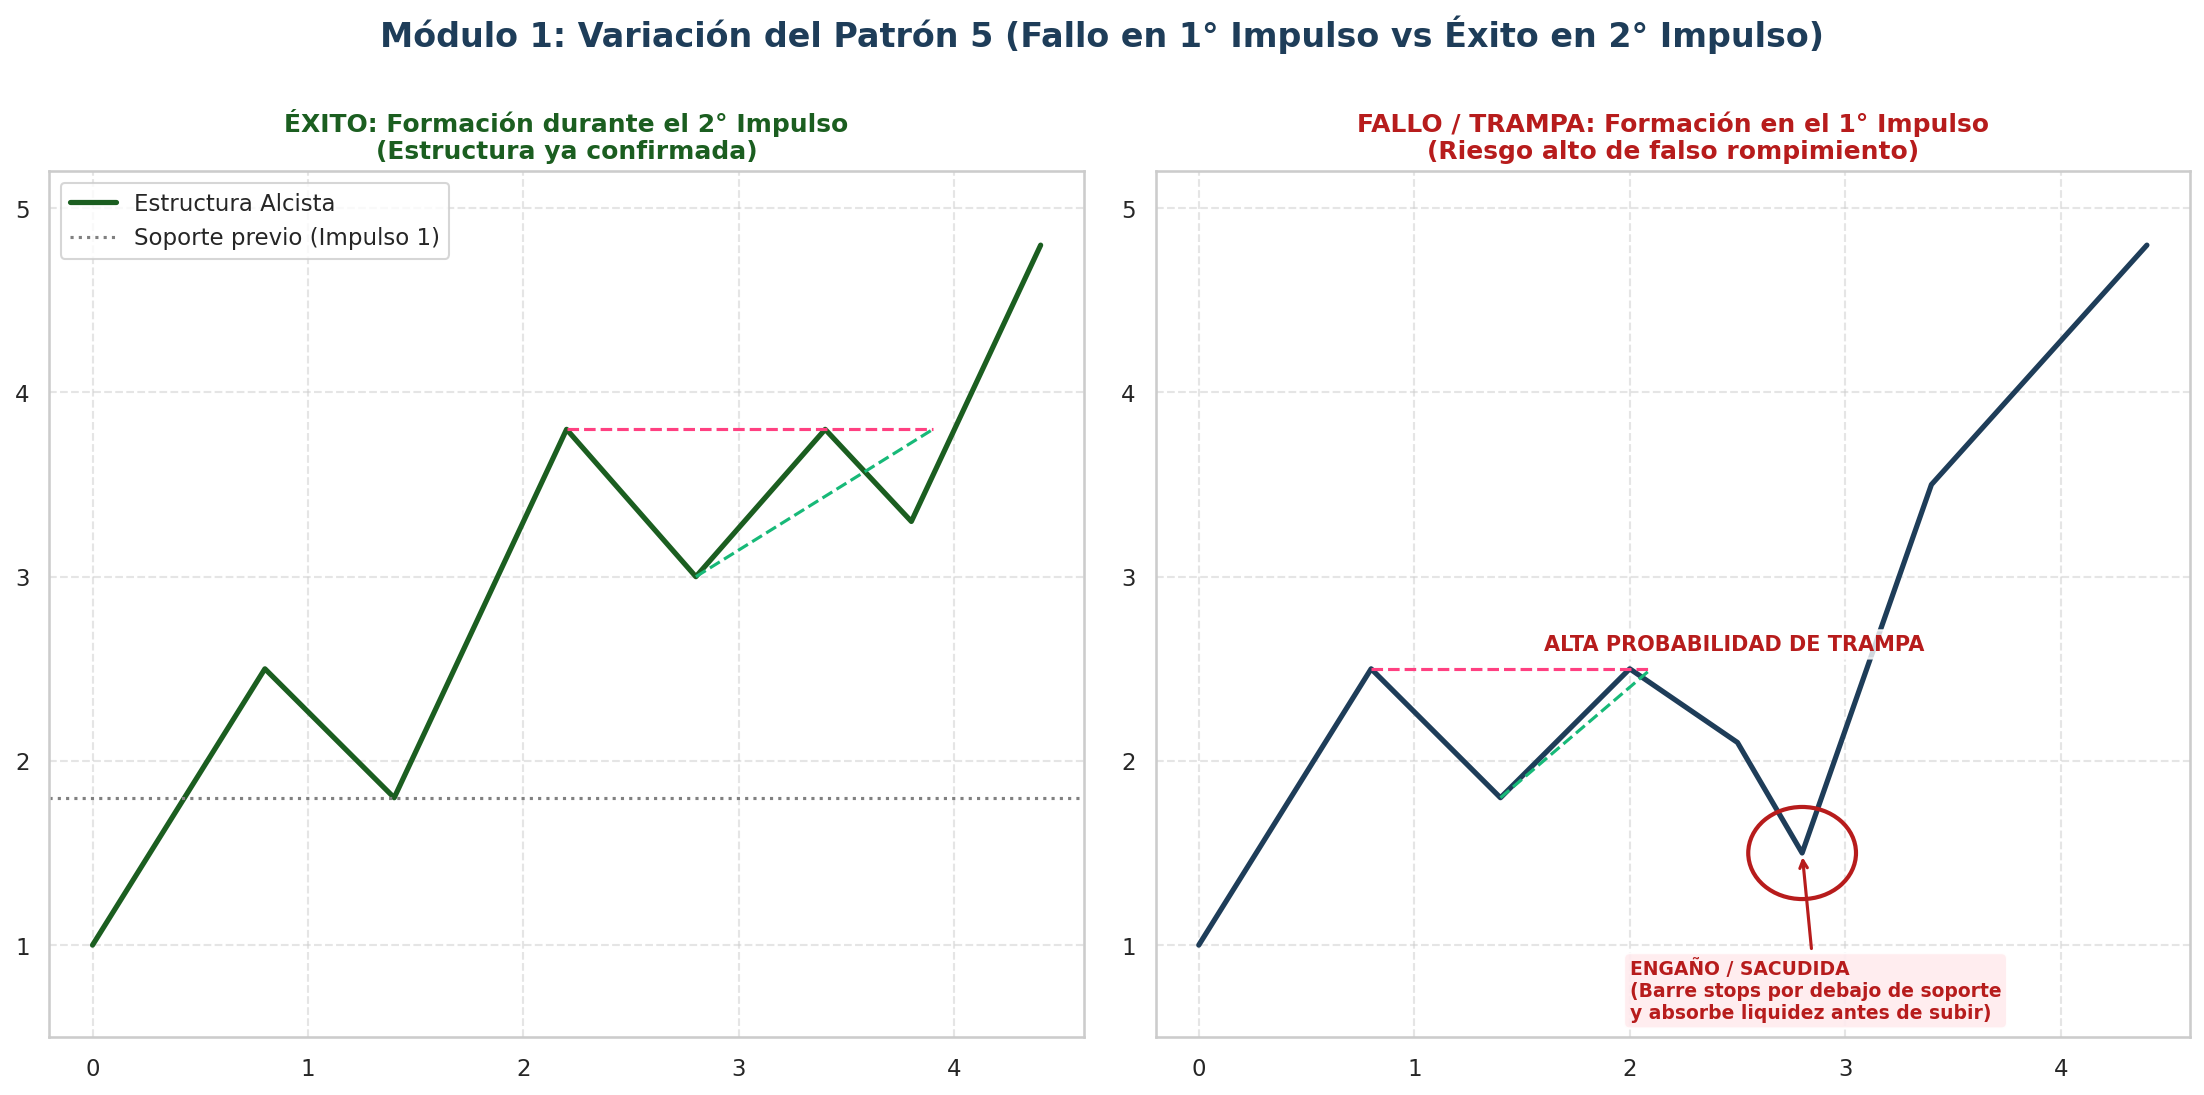 Módulo 1: Variación del Patrón 5 (Fallo en 1° Impulso vs Éxito en 2° Impulso)
ÉXITO: Formación durante el 2° Impulso
(Estructura ya confirmada)
Estructura Alcista
Soporte previo (Impulso 1)
5
4
3
2
1
0
1
2
3
4
FALLO / TRAMPA: Formación en el 1° Impulso
(Riesgo alto de falso rompimiento)
5
4
3
2
1
ALTA PROBABILIDAD DE TRAMPA
ENGAÑO / SACUDIDA
(Barre stops por debajo de soporte
y absorbe liquidez antes de subir)
0
1
2
3
4